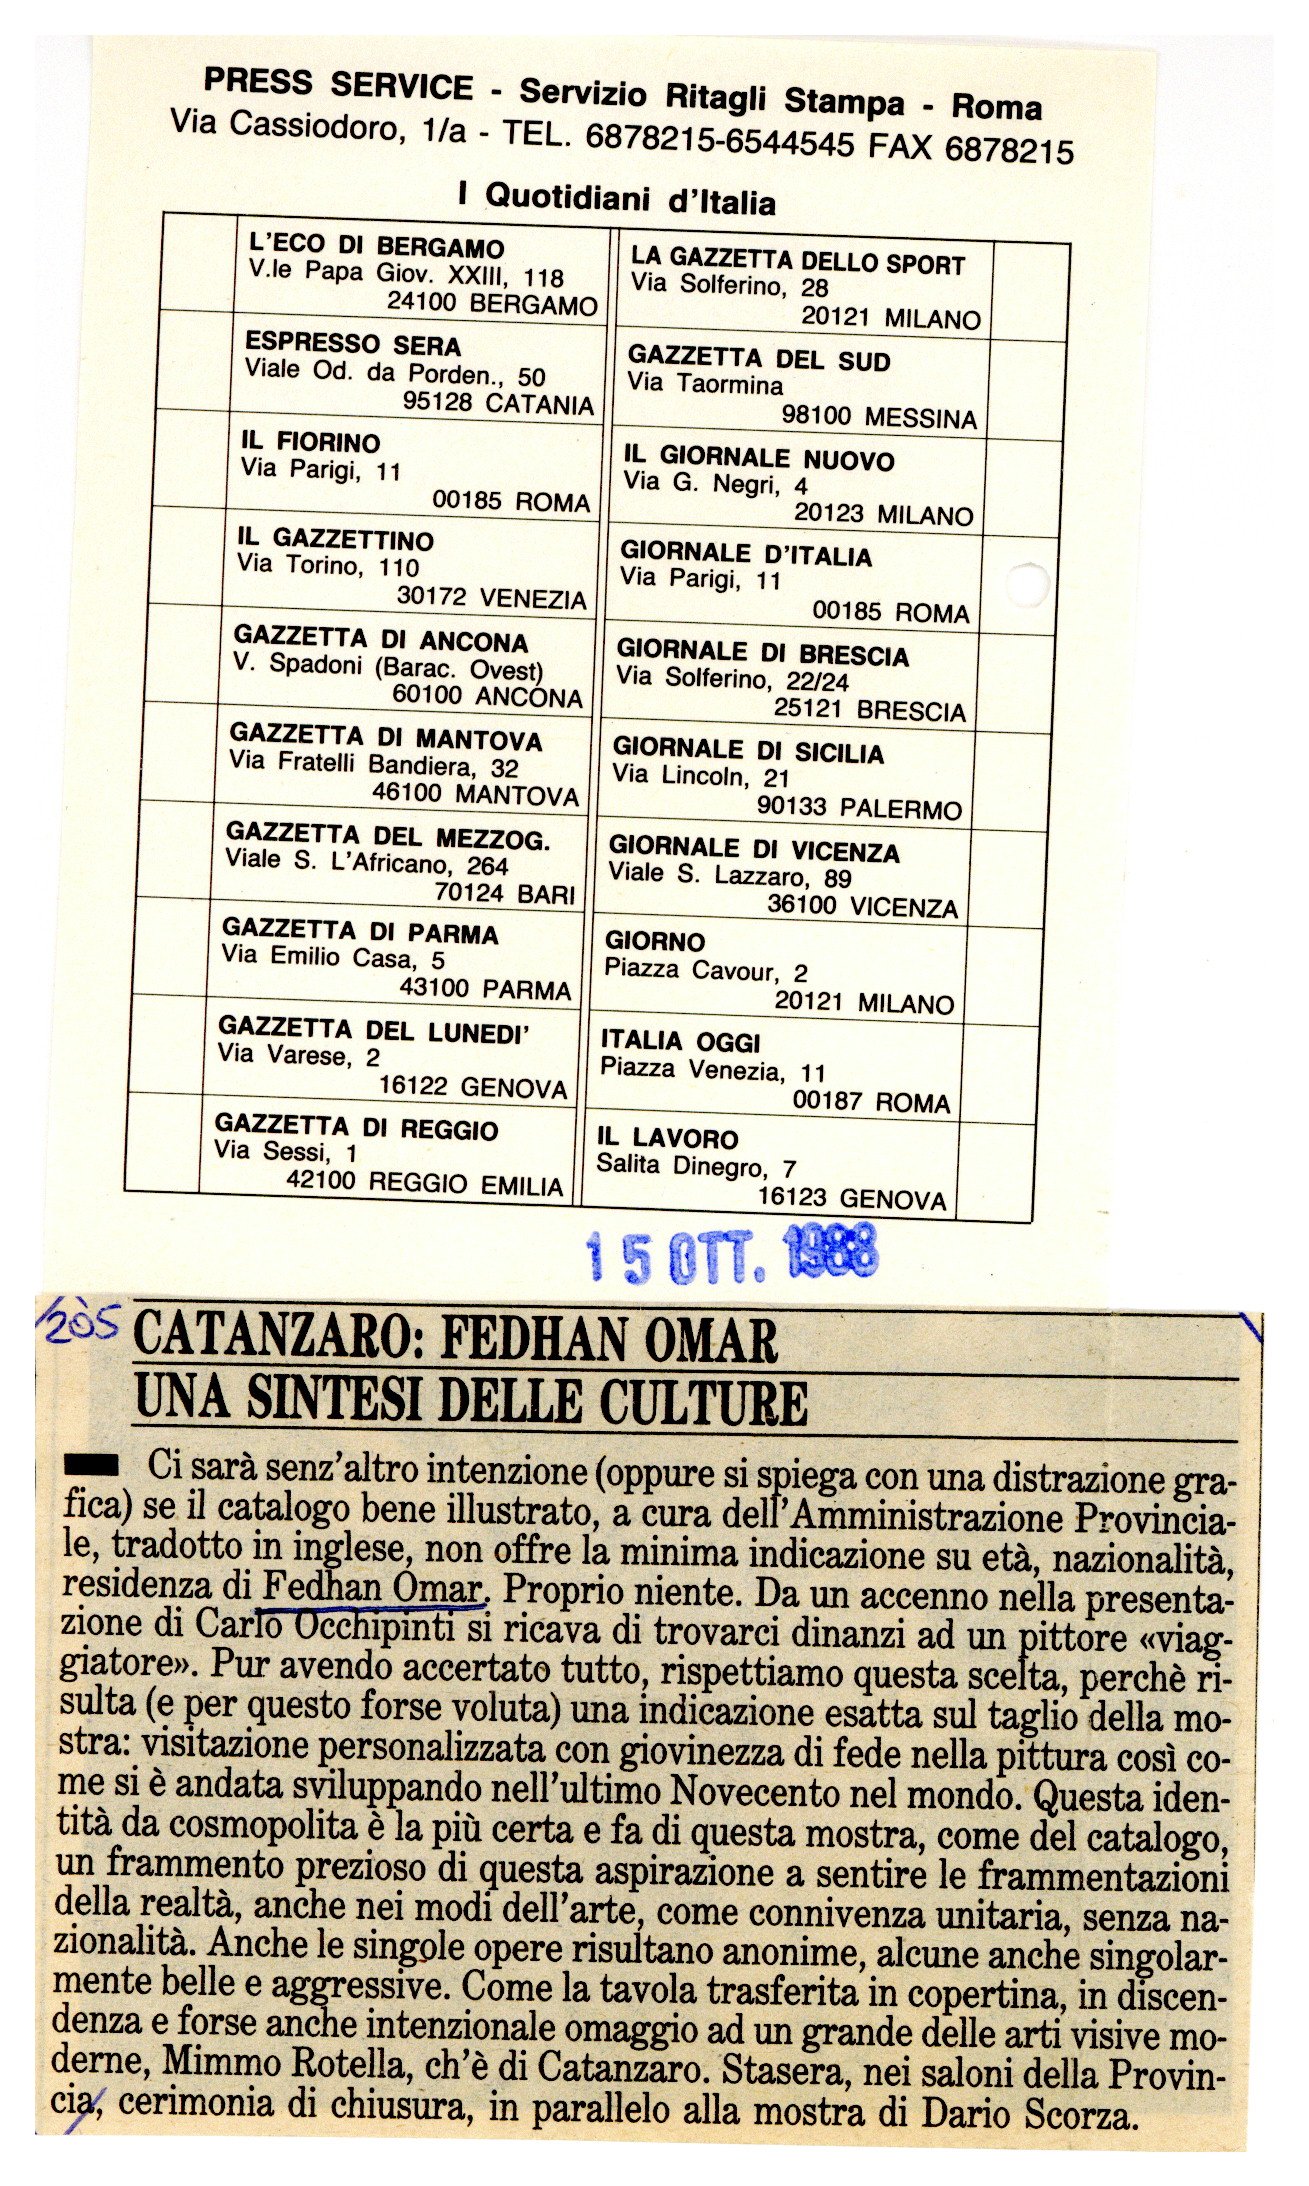 PRESS SERVICE - Servizio Ritagli Stampa - Roma
Via Cassiodoro, 1/a - TEL. 6878215-6544545 FAX 6878215
I Quotidiani d'Italia
L'ECO DI BERGAMO
V.le Papa Giov. XXIII, 118
24100 BERGAMO
ESPRESSO SERA
Viale Od. da Porden., 50
95128 CATANIA
IL FIORINO
Via Parigi, 11
00185 ROMA
IL GAZZETTINO
Via Torino, 110
30172 VENEZIA
GAZZETTA DI ANCONA
V. Spadoni (Barac. Ovest)
60100 ANCONA
GAZZETTA DI MANTOVA
Via Fratelli Bandiera, 32
46100 MANTOVA
GAZZETTA DEL MEZZOG.
Viale S. L'Africano, 264
70124 BARI
GAZZETTA DI PARMA
Via Emilio Casa, 5
43100 PARMA
GAZZETTA DEL LUNEDI'
Via Varese, 2
16122 GENOVA
GAZZETTA DI REGGIO
Via Sessi, 1
42100 REGGIO EMILIA
LA GAZZETTA DELLO SPORT
Via Solferino, 28
20121 MILANO
GAZZETTA DEL SUD
Via Taormina
98100 MESSINA
IL GIORNALE NUOVO
Via G. Negri, 4
20123 MILANO
GIORNALE D'ITALIA
Via Parigi, 11
00185 ROMA
GIORNALE DI BRESCIA
Via Solferino, 22/24
25121 BRESCIA
GIORNALE DI SICILIA
Via Lincoln, 21
90133 PALERMO
GIORNALE DI VICENZA
Viale S. Lazzaro, 89
36100 VICENZA
GIORNO
Piazza Cavour, 2
20121 MILANO
ITALIA OGGI
Piazza Venezia, 11
00187 ROMA
IL LAVORO
Salita Dinegro, 7
16123 GENOVA
15 OTT. 1988
205
CATANZARO: FEDHAN OMAR
UNA SINTESI DELLE CULTURE
Ci sarà senz'altro intenzione (oppure si spiega con una distrazione gra-
fica) se il catalogo bene illustrato, a cura dell'Amministrazione Provincia-
le, tradotto in inglese, non offre la minima indicazione su età, nazionalità,
residenza di Fedhan Omar. Proprio niente. Da un accenno nella presenta-
zione di Carlo Occhipinti si ricava di trovarci dinanzi ad un pittore «viag-
giatore». Pur avendo accertato tutto, rispettiamo questa scelta, perchè ri-
sulta (e per questo forse voluta) una indicazione esatta sul taglio della mo-
stra: visitazione personalizzata con giovinezza di fede nella pittura così co-
me si è andata sviluppando nell'ultimo Novecento nel mondo. Questa iden-
tità da cosmopolita è la più certa e fa di questa mostra, come del catalogo,
un frammento prezioso di questa aspirazione a sentire le frammentazioni
della realtà, anche nei modi dell'arte, come connivenza unitaria, senza na-
zionalità. Anche le singole opere risultano anonime, alcune anche singolar-
mente belle e aggressive. Come la tavola trasferita in copertina, in discen-
denza e forse anche intenzionale omaggio ad un grande delle arti visive mo-
derne, Mimmo Rotella, ch'è di Catanzaro. Stasera, nei saloni della Provin-
cia, cerimonia di chiusura, in parallelo alla mostra di Dario Scorza.